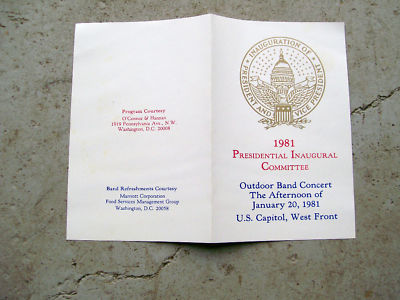 Program Courtesy
O'Connor & Hannan
1919 Pennsylvania Ave., N.W.
Washington, D.C. 20006
Band Refreshments Courtesy
Marriott Corporation
Food Services Management Group
Washington, D.C. 20058
INAUGURATION OF
PRESIDENT AND VICE PRESIDENT
1981
Presidential Inaugural
Committee
Outdoor Band Concert
The Afternoon of
January 20, 1981
U.S. Capitol, West Front